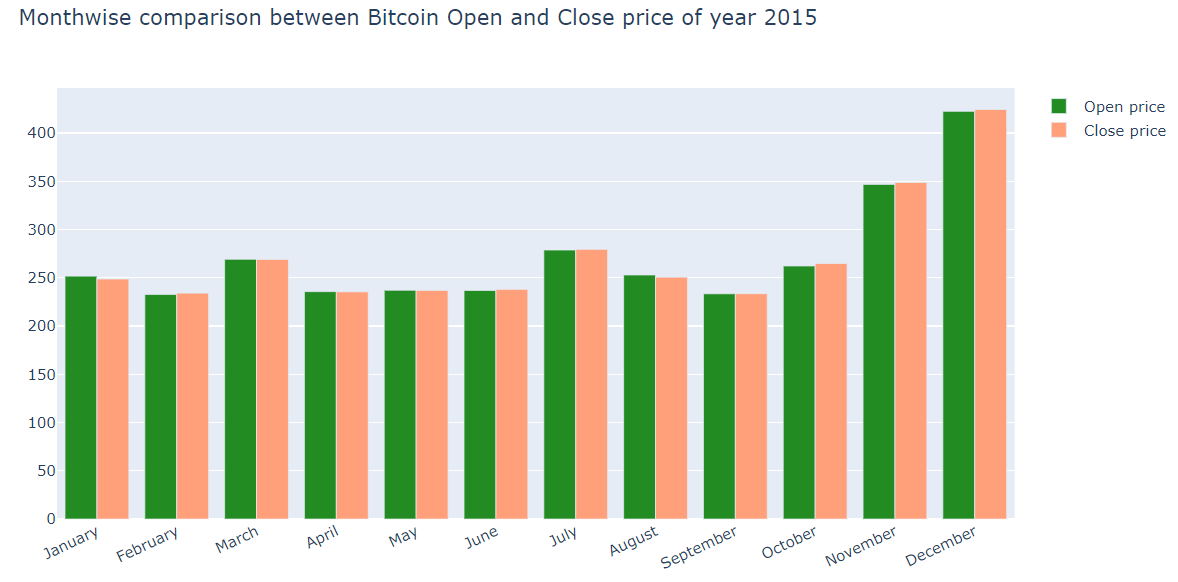 Monthwise comparison between Bitcoin Open and Close price of year 2015
Open price
Close price
400
350
300
250
200
150
100
50
0
January
February
March
April
May
June
July
August
September
October
November
December